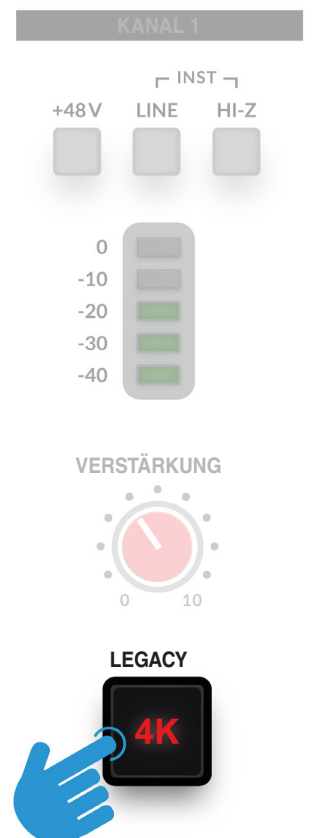 KANAL 1
INST
+48V LINE HI-Z
0
-10
-20
-30
-40
VERSTÄRKUNG
0 10
LEGACY
4K